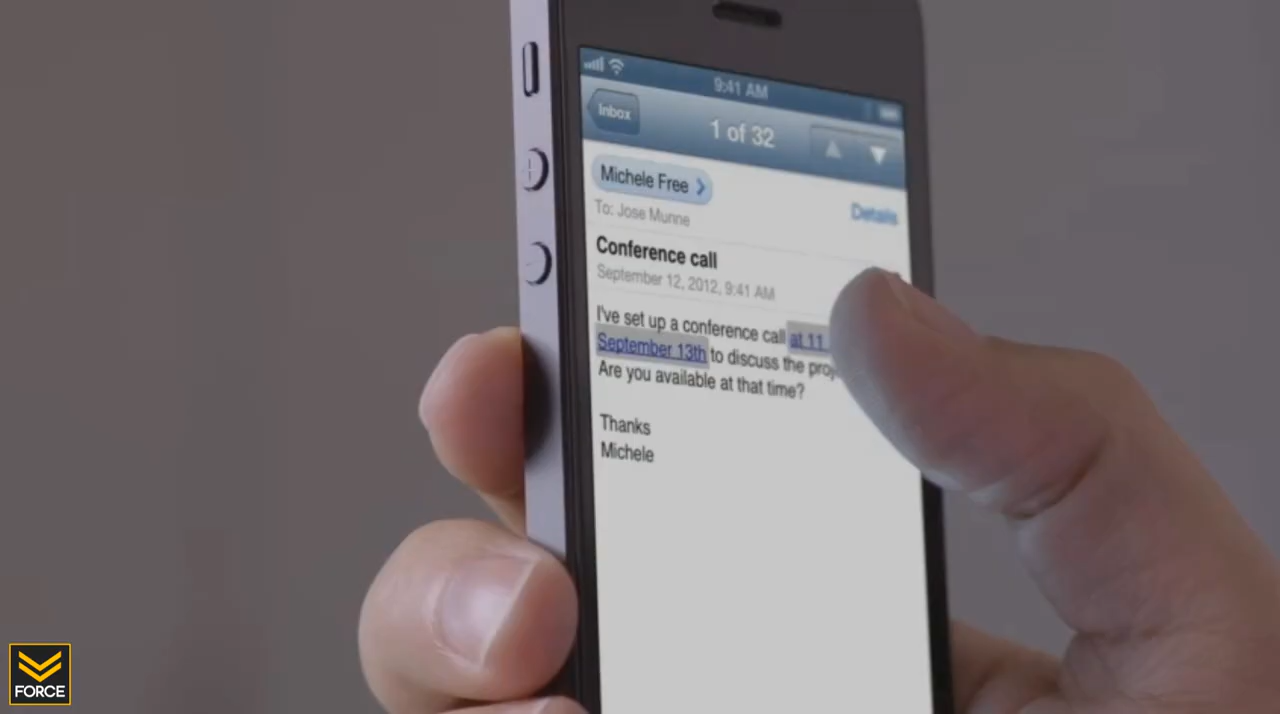 9:41 AM
Inbox
1 of 32
Michele Free
To: Jose Munne
Details
Conference call
September 12, 2012, 9:41 AM
I've set up a conference call at 11
September 13th to discuss the
Are you available at that time?
Thanks
Michele
FORCE